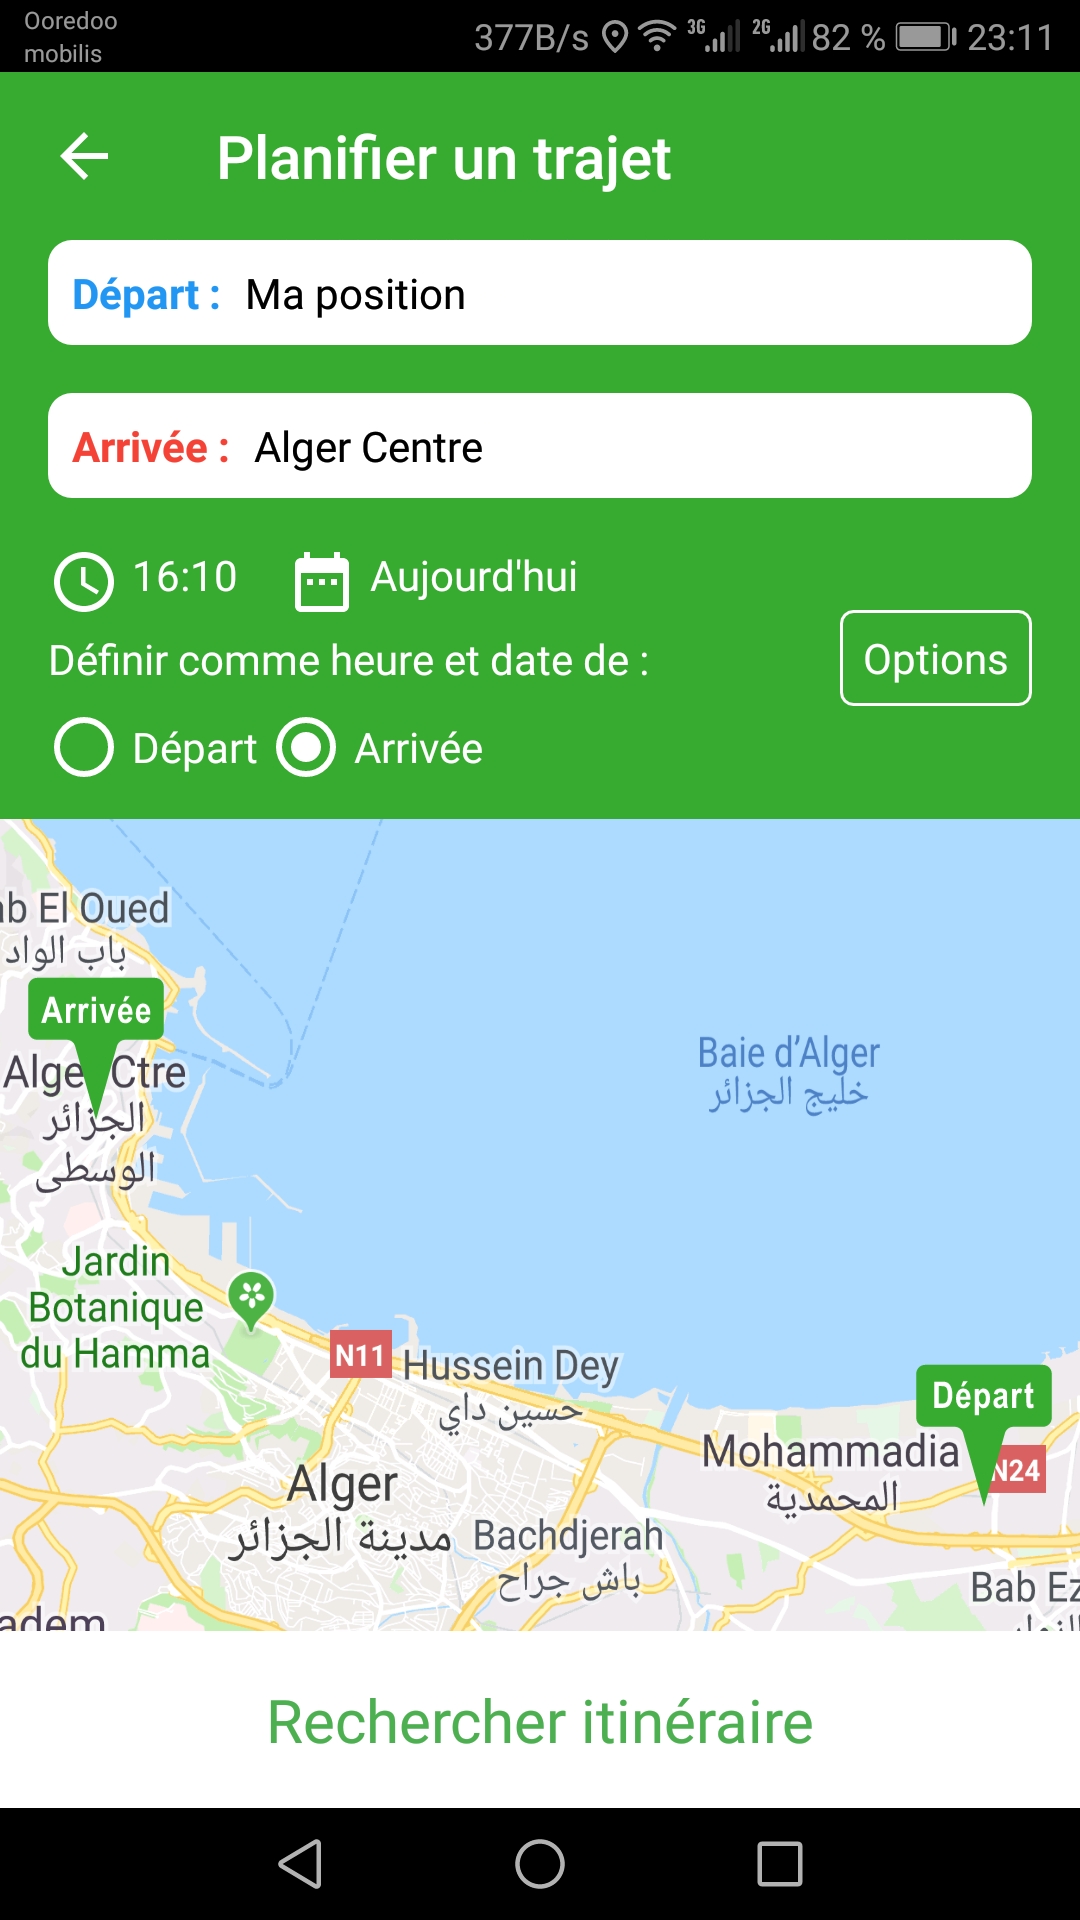 Ooredoo
mobilis
377B/s 3G 2G 82 % 23:11
Planifier un trajet
Départ : Ma position
Arrivée : Alger Centre
16:10 Aujourd'hui
Définir comme heure et date de :
Options
Départ Arrivée
ab El Oued
باب الواد
Arrivée
Alge Ctre
الجزائر
الوسطى
Baie d’Alger
خليج الجزائر
Jardin
Botanique
du Hamma
N11
Hussein Dey
حسين داي
Départ
Mohammadia
المحمدية
N24
Alger
مدينة الجزائر
Bachdjerah
باش جراح
Bab Ez
adem
Rechercher itinéraire